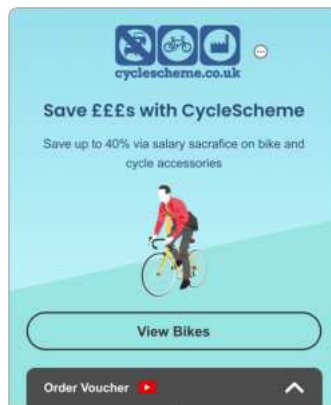 cyclescheme.co.uk
Save £££s with CycleScheme
Save up to 40% via salary sacrafice on bike and
cycle accessories
View Bikes
Order Voucher